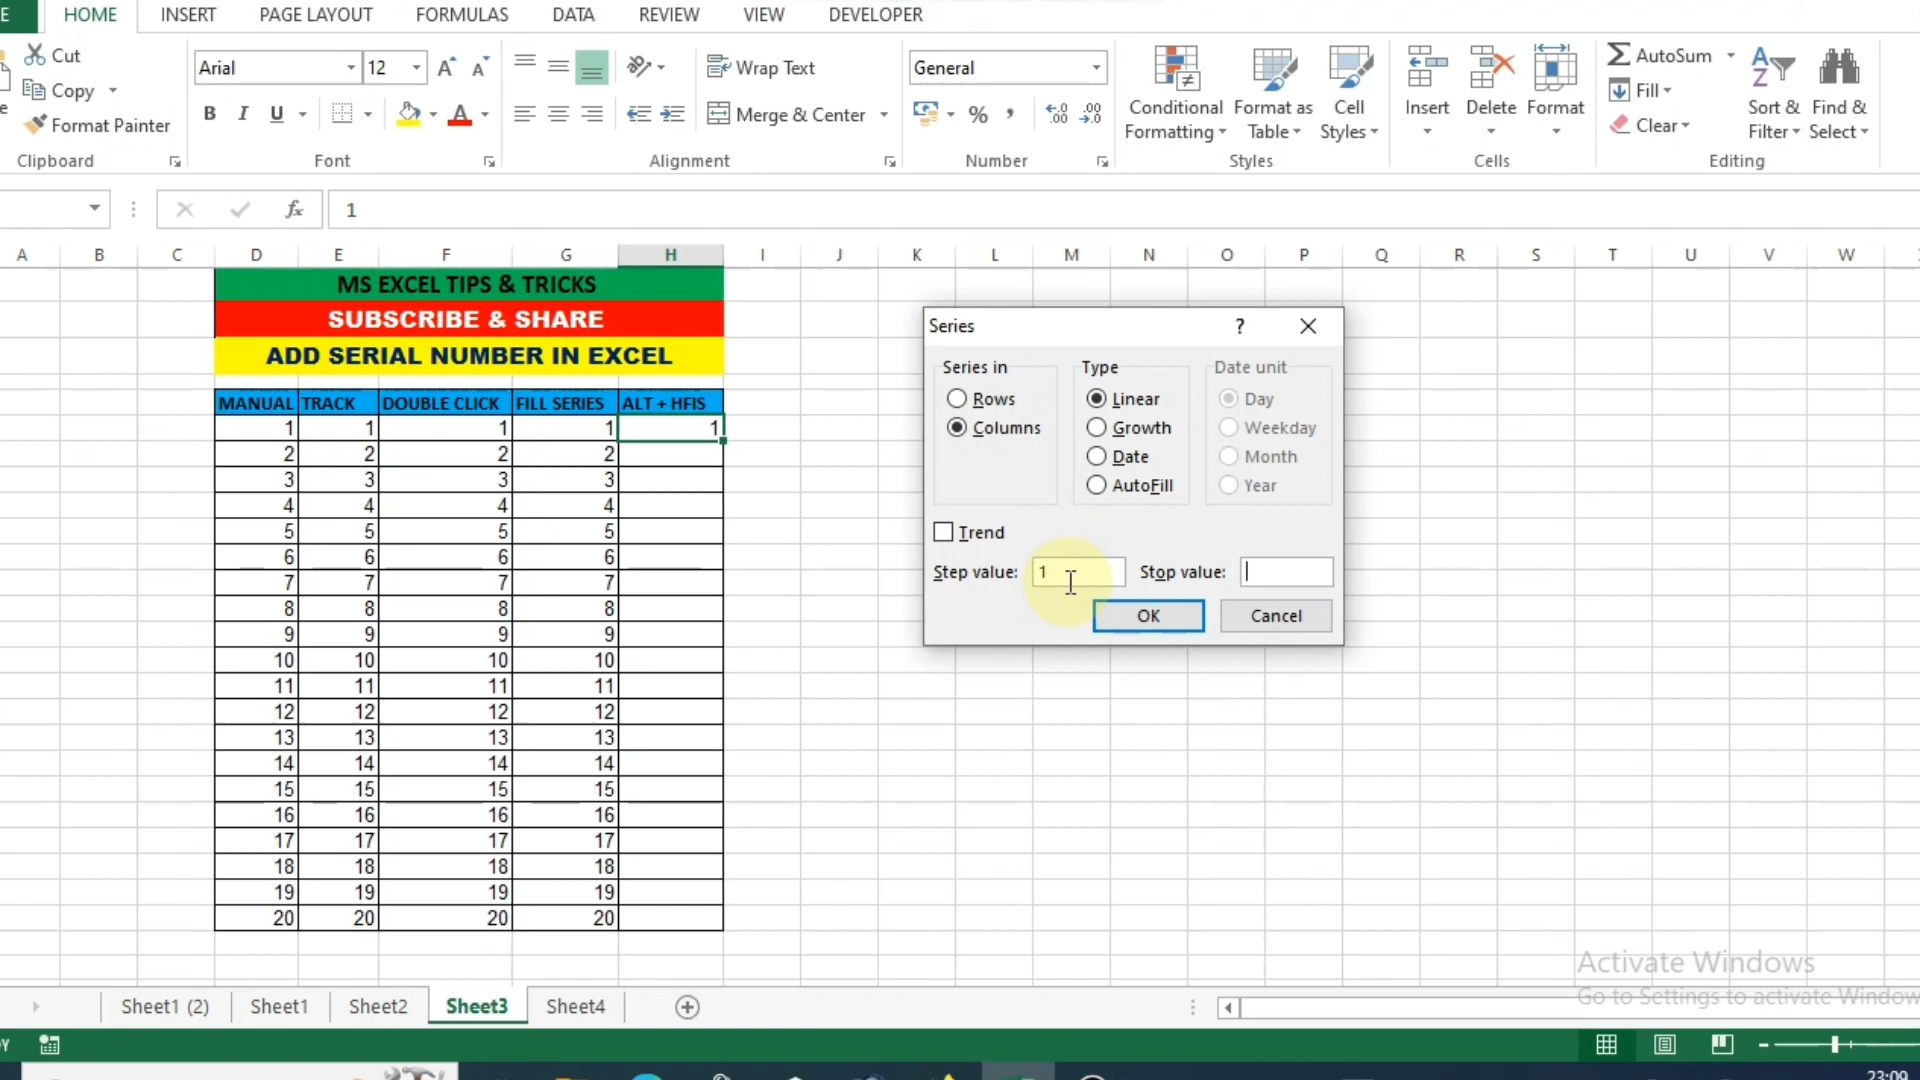 E HOME INSERT PAGE LAYOUT FORMULAS DATA REVIEW VIEW DEVELOPER
Cut
Copy
Format Painter
Clipboard
Arial 12
B I U
Font
Wrap Text
Merge & Center
Alignment
General
%
Number
Conditional Formatting
Format as Table
Cell Styles
Styles
Insert
Delete
Format
Cells
AutoSum
Fill
Clear
Sort & Filter
Find & Select
Editing
fx 1
A B C D E F G H I J K L M N O P Q R S T U V W
MS EXCEL TIPS & TRICKS
SUBSCRIBE & SHARE
ADD SERIAL NUMBER IN EXCEL
MANUAL TRACK DOUBLE CLICK FILL SERIES ALT + HFIS
1 1 1 1 1
2 2 2 2
3 3 3 3
4 4 4 4
5 5 5 5
6 6 6 6
7 7 7 7
8 8 8 8
9 9 9 9
10 10 10 10
11 11 11 11
12 12 12 12
13 13 13 13
14 14 14 14
15 15 15 15
16 16 16 16
17 17 17 17
18 18 18 18
19 19 19 19
20 20 20 20
Series ?
Series in
Rows
Columns
Type
Linear
Growth
Date
AutoFill
Date unit
Day
Weekday
Month
Year
Trend
Step value: 1 Stop value:
OK Cancel
Activate Windows
Go to Settings to activate Window
Sheet1 (2) Sheet1 Sheet2 Sheet3 Sheet4
23:09